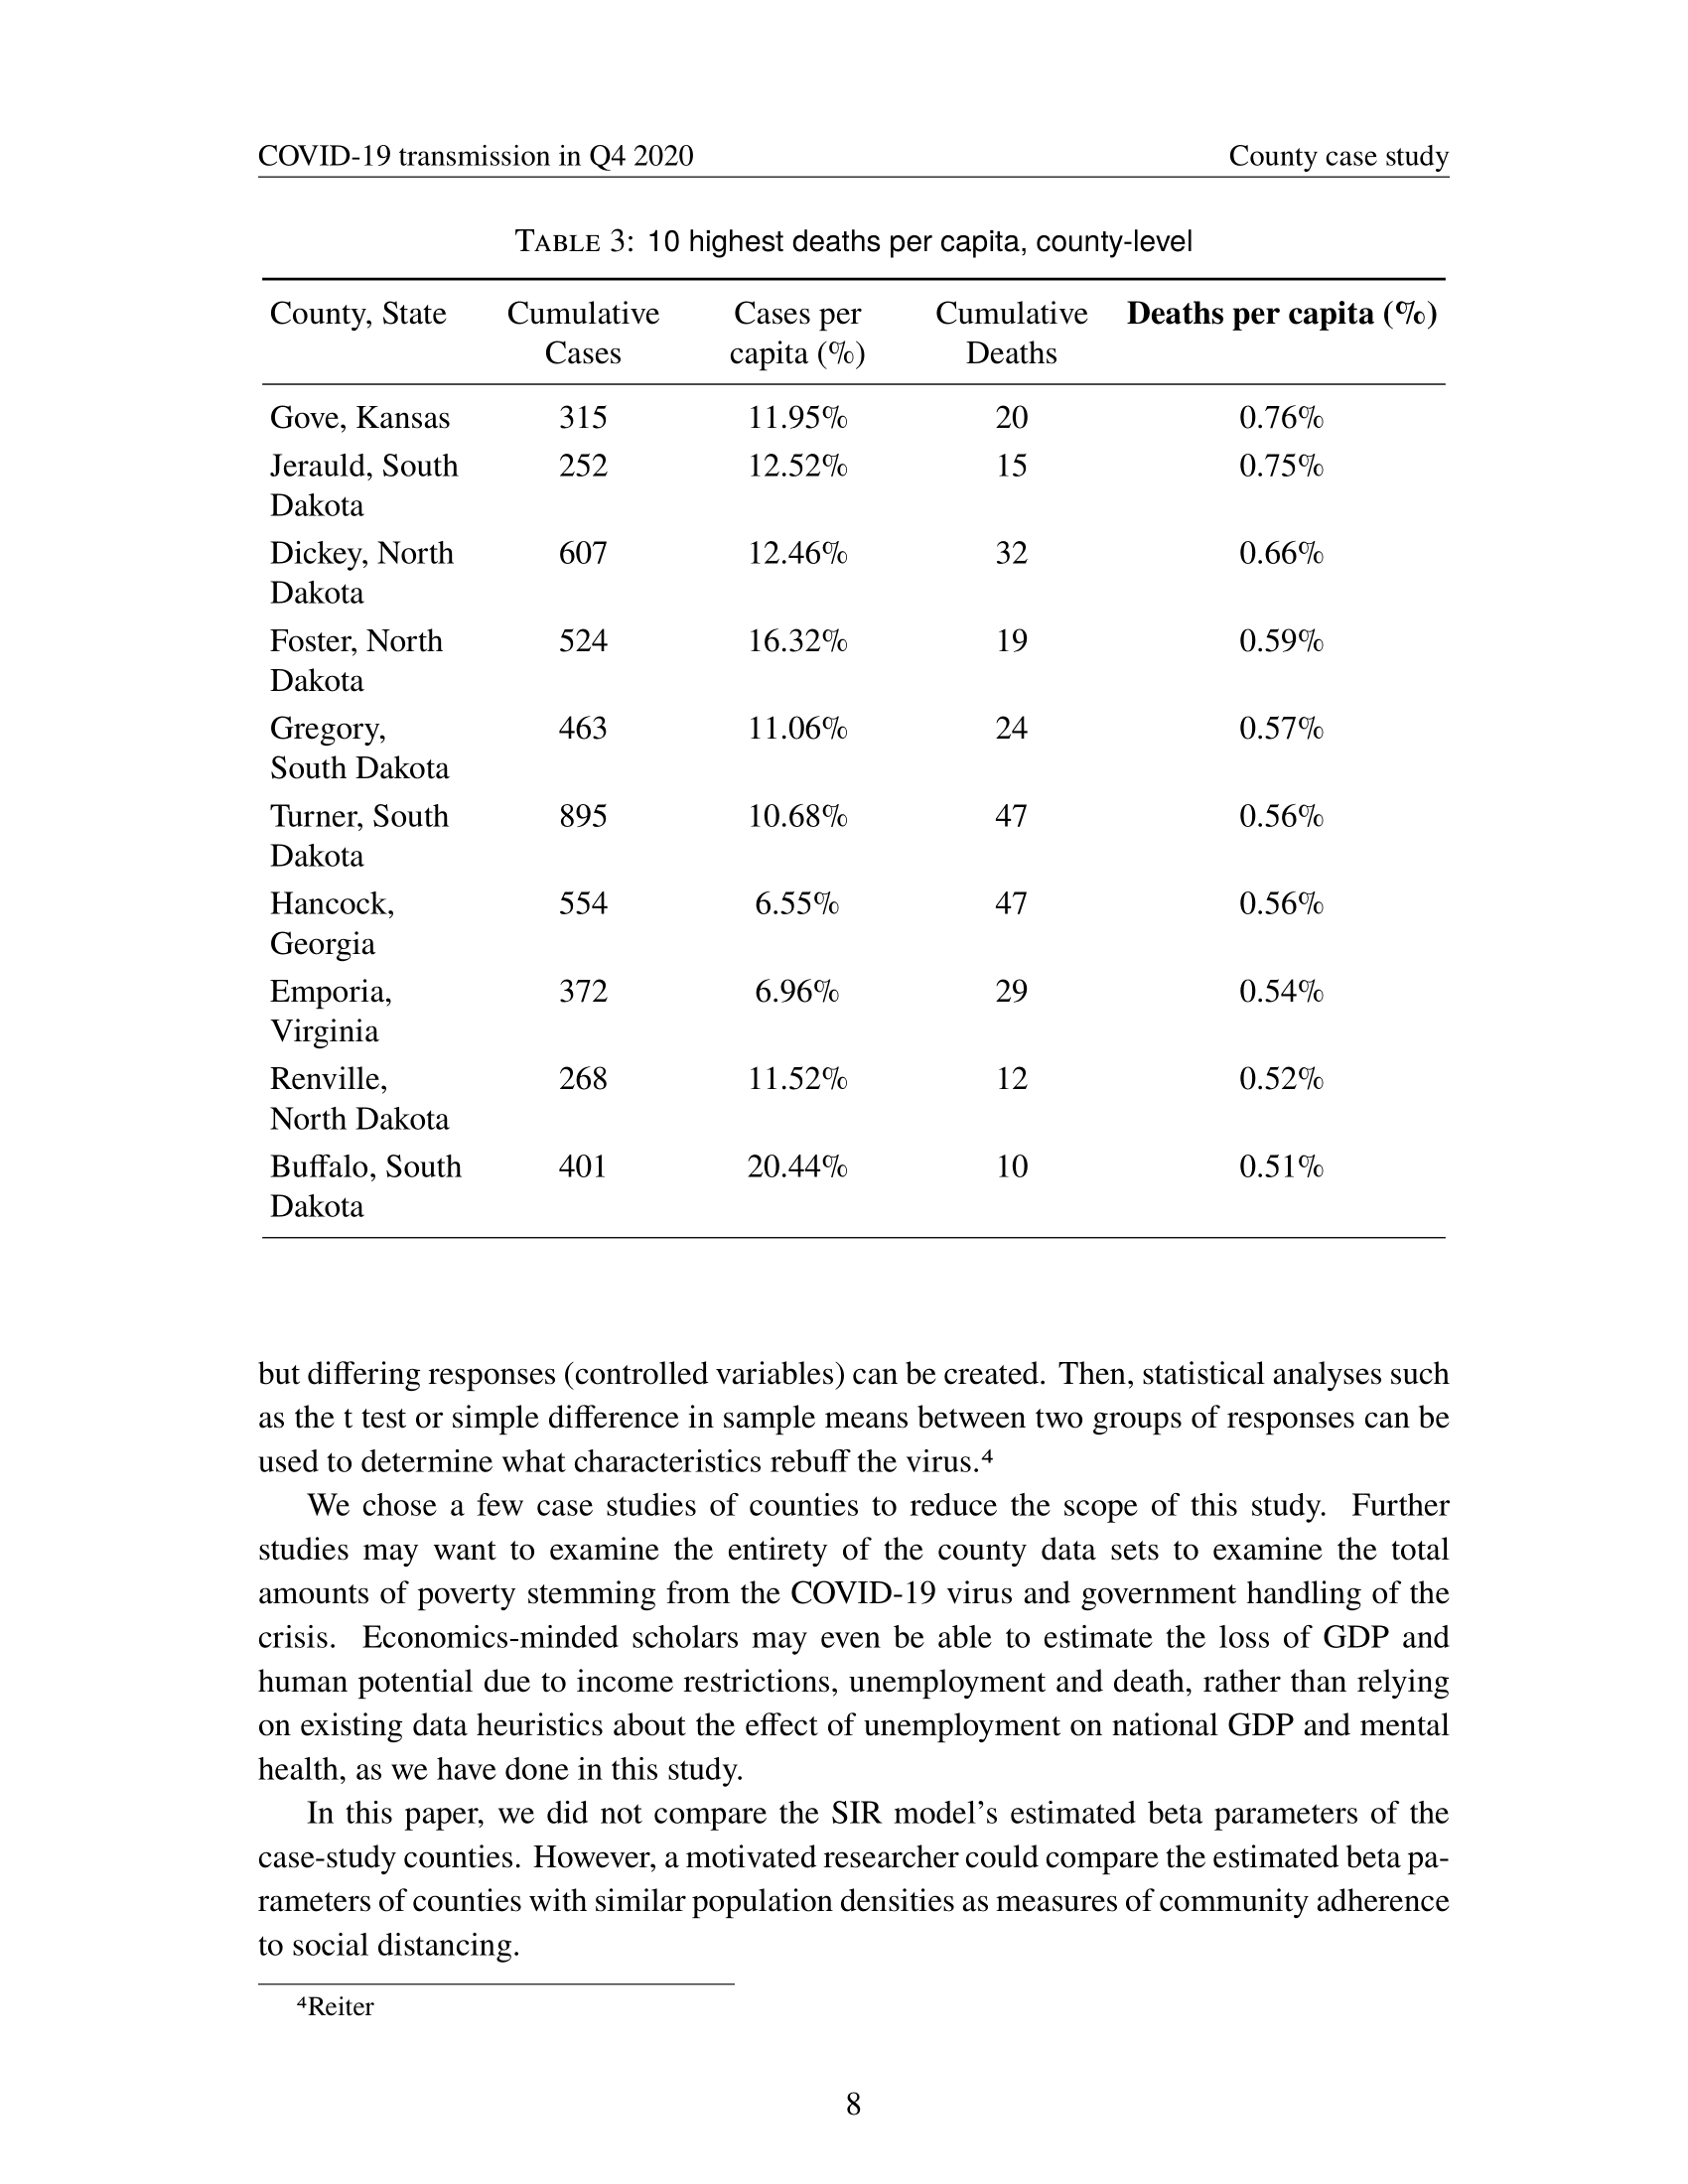 COVID-19 transmission in Q4 2020 County case study
TABLE 3: 10 highest deaths per capita, county-level
County, State Cumulative Cases Cases per capita (%) Cumulative Deaths Deaths per capita (%)
Gove, Kansas 315 11.95% 20 0.76%
Jerauld, South Dakota 252 12.52% 15 0.75%
Dickey, North Dakota 607 12.46% 32 0.66%
Foster, North Dakota 524 16.32% 19 0.59%
Gregory, South Dakota 463 11.06% 24 0.57%
Turner, South Dakota 895 10.68% 47 0.56%
Hancock, Georgia 554 6.55% 47 0.56%
Emporia, Virginia 372 6.96% 29 0.54%
Renville, North Dakota 268 11.52% 12 0.52%
Buffalo, South Dakota 401 20.44% 10 0.51%
but differing responses (controlled variables) can be created. Then, statistical analyses such
as the t test or simple difference in sample means between two groups of responses can be
used to determine what characteristics rebuff the virus.⁴
We chose a few case studies of counties to reduce the scope of this study. Further
studies may want to examine the entirety of the county data sets to examine the total
amounts of poverty stemming from the COVID-19 virus and government handling of the
crisis. Economics-minded scholars may even be able to estimate the loss of GDP and
human potential due to income restrictions, unemployment and death, rather than relying
on existing data heuristics about the effect of unemployment on national GDP and mental
health, as we have done in this study.
In this paper, we did not compare the SIR model's estimated beta parameters of the
case-study counties. However, a motivated researcher could compare the estimated beta pa-
rameters of counties with similar population densities as measures of community adherence
to social distancing.
⁴Reiter
8